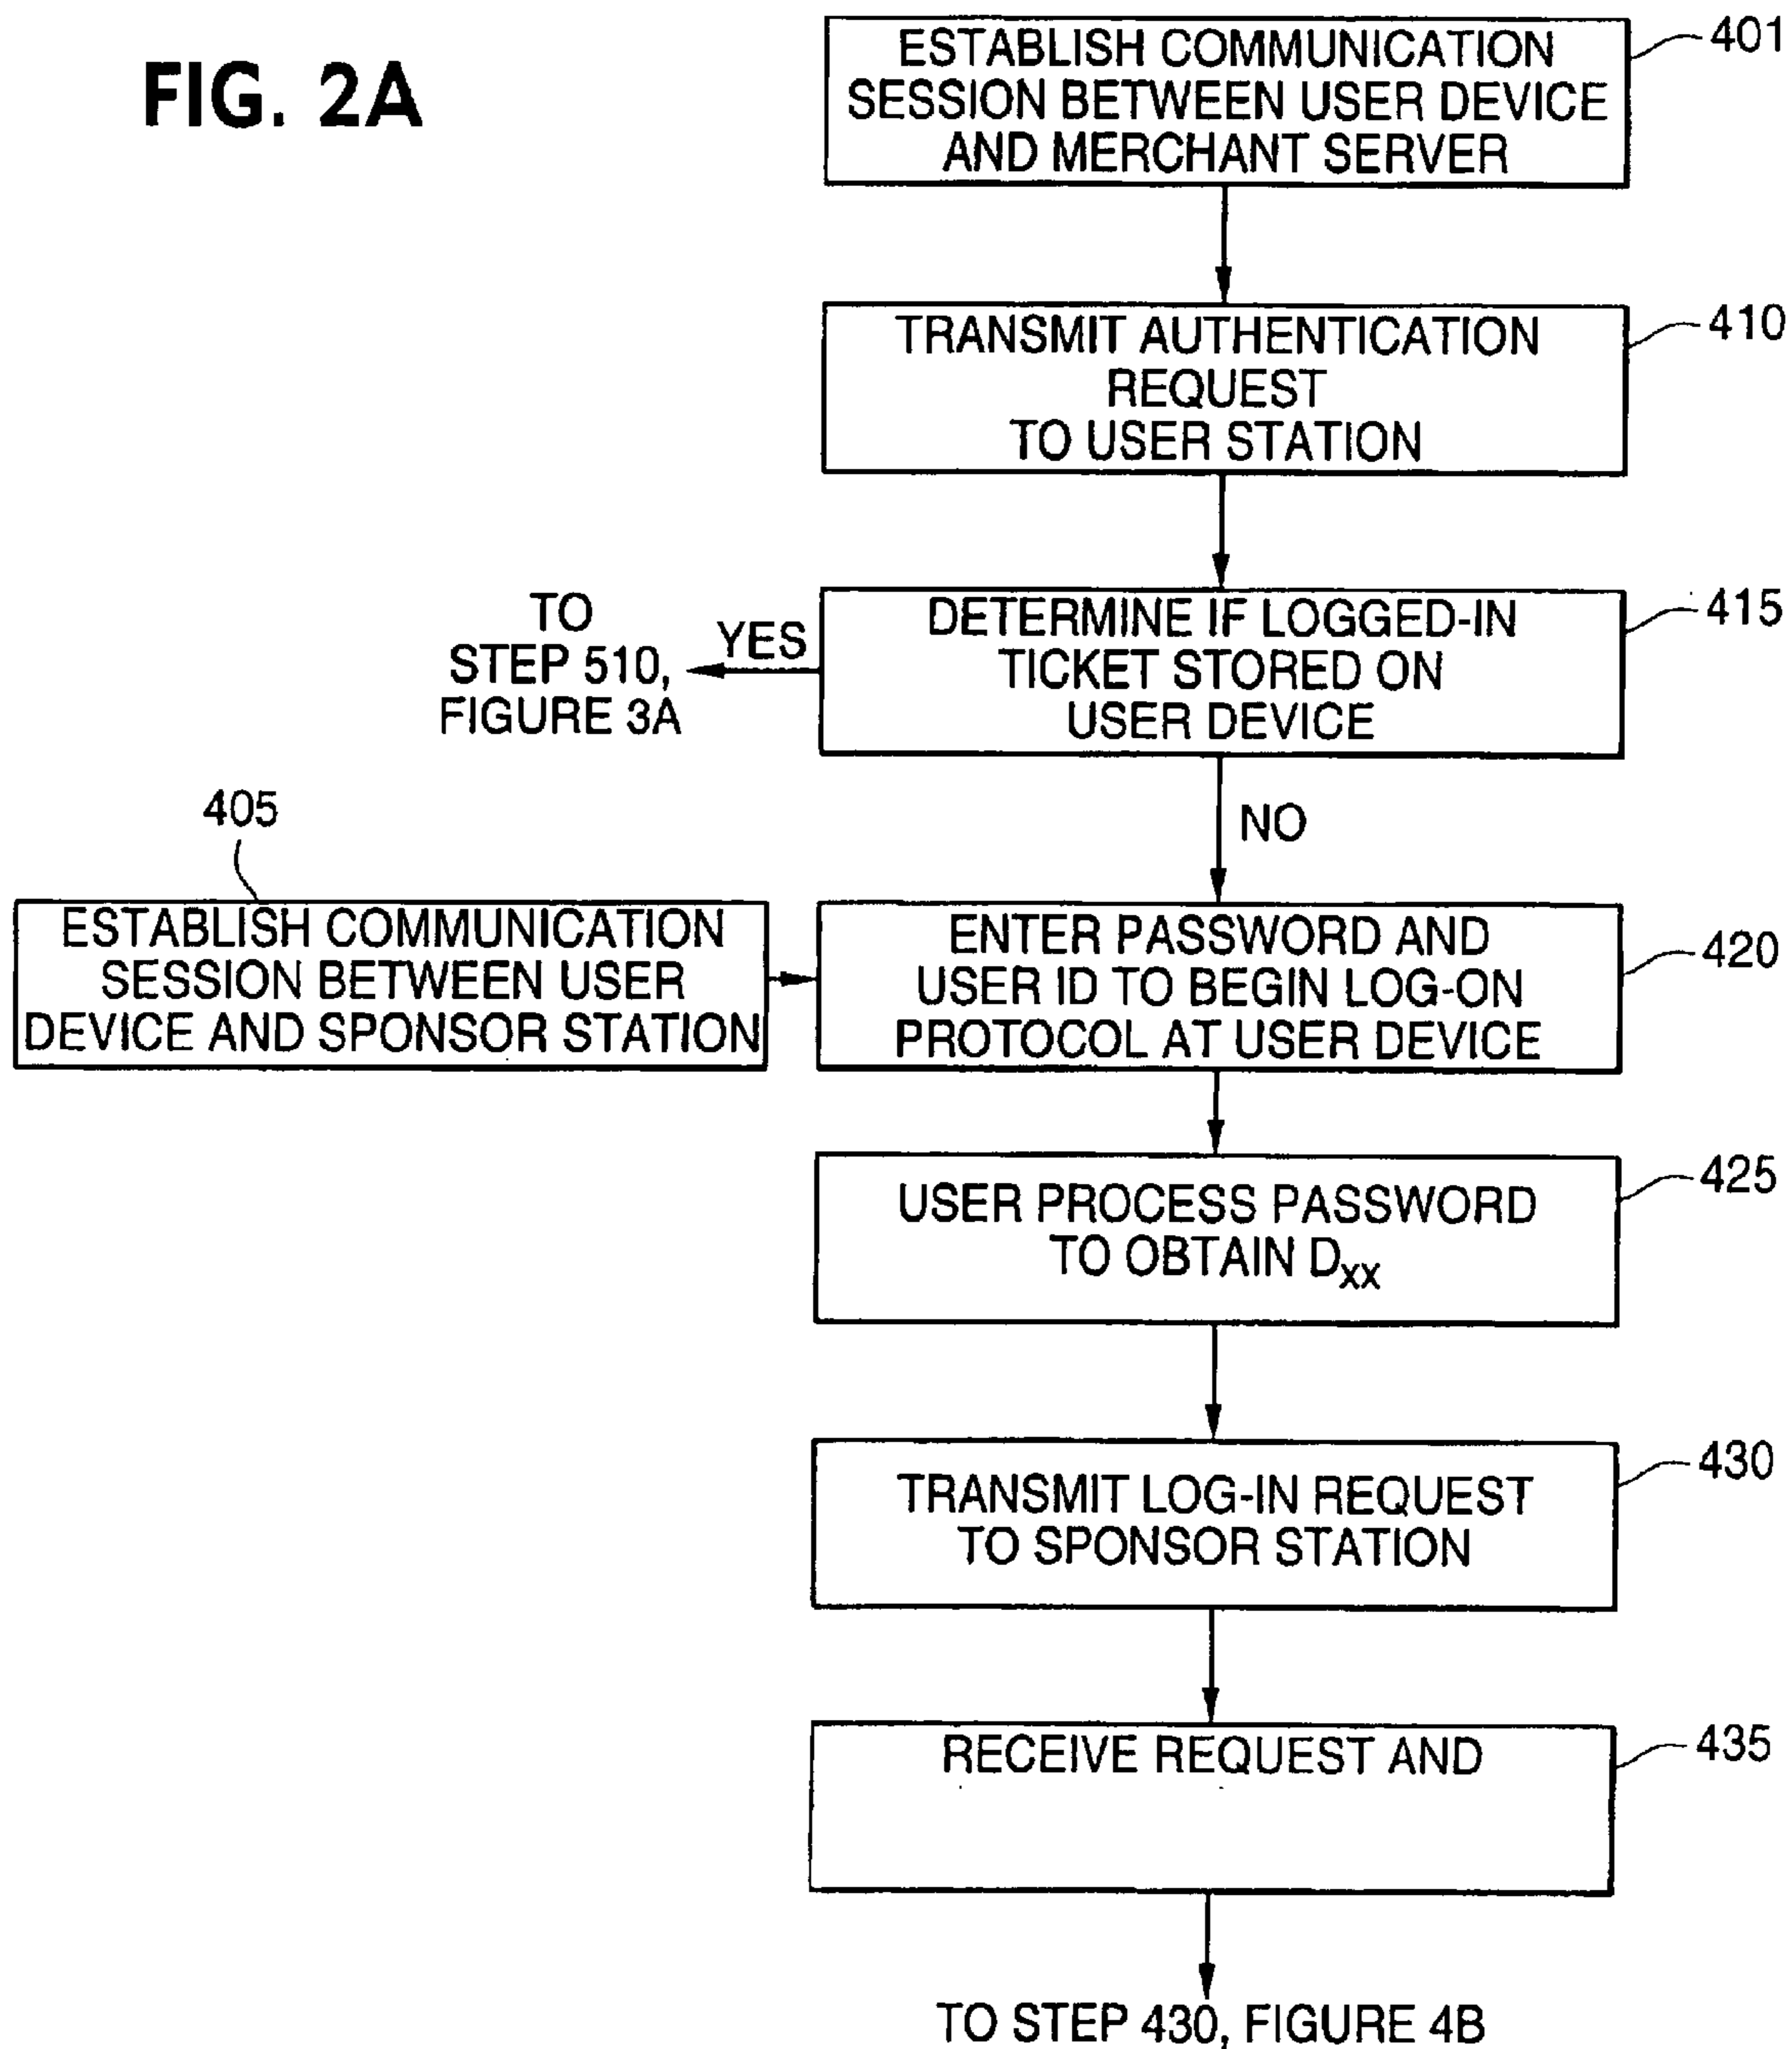 FIG. 2A
ESTABLISH COMMUNICATION
SESSION BETWEEN USER DEVICE
AND MERCHANT SERVER
401
TRANSMIT AUTHENTICATION
REQUEST
TO USER STATION
410
DETERMINE IF LOGGED-IN
TICKET STORED ON
USER DEVICE
415
YES
TO
STEP 510,
FIGURE 3A
NO
405
ESTABLISH COMMUNICATION
SESSION BETWEEN USER
DEVICE AND SPONSOR STATION
ENTER PASSWORD AND
USER ID TO BEGIN LOG-ON
PROTOCOL AT USER DEVICE
420
USER PROCESS PASSWORD
TO OBTAIN Dxx
425
TRANSMIT LOG-IN REQUEST
TO SPONSOR STATION
430
RECEIVE REQUEST AND
435
TO STEP 430, FIGURE 4B